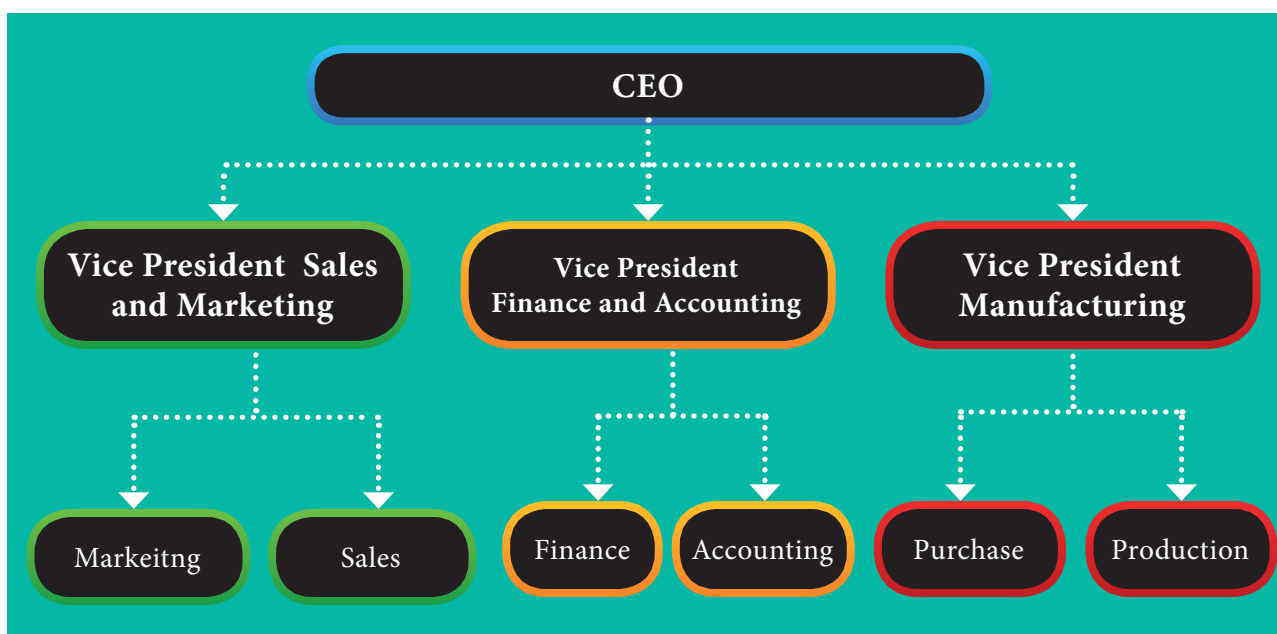 CEO
Vice President Sales
and Marketing
Vice President
Finance and Accounting
Vice President
Manufacturing
Markeitng
Sales
Finance
Accounting
Purchase
Production